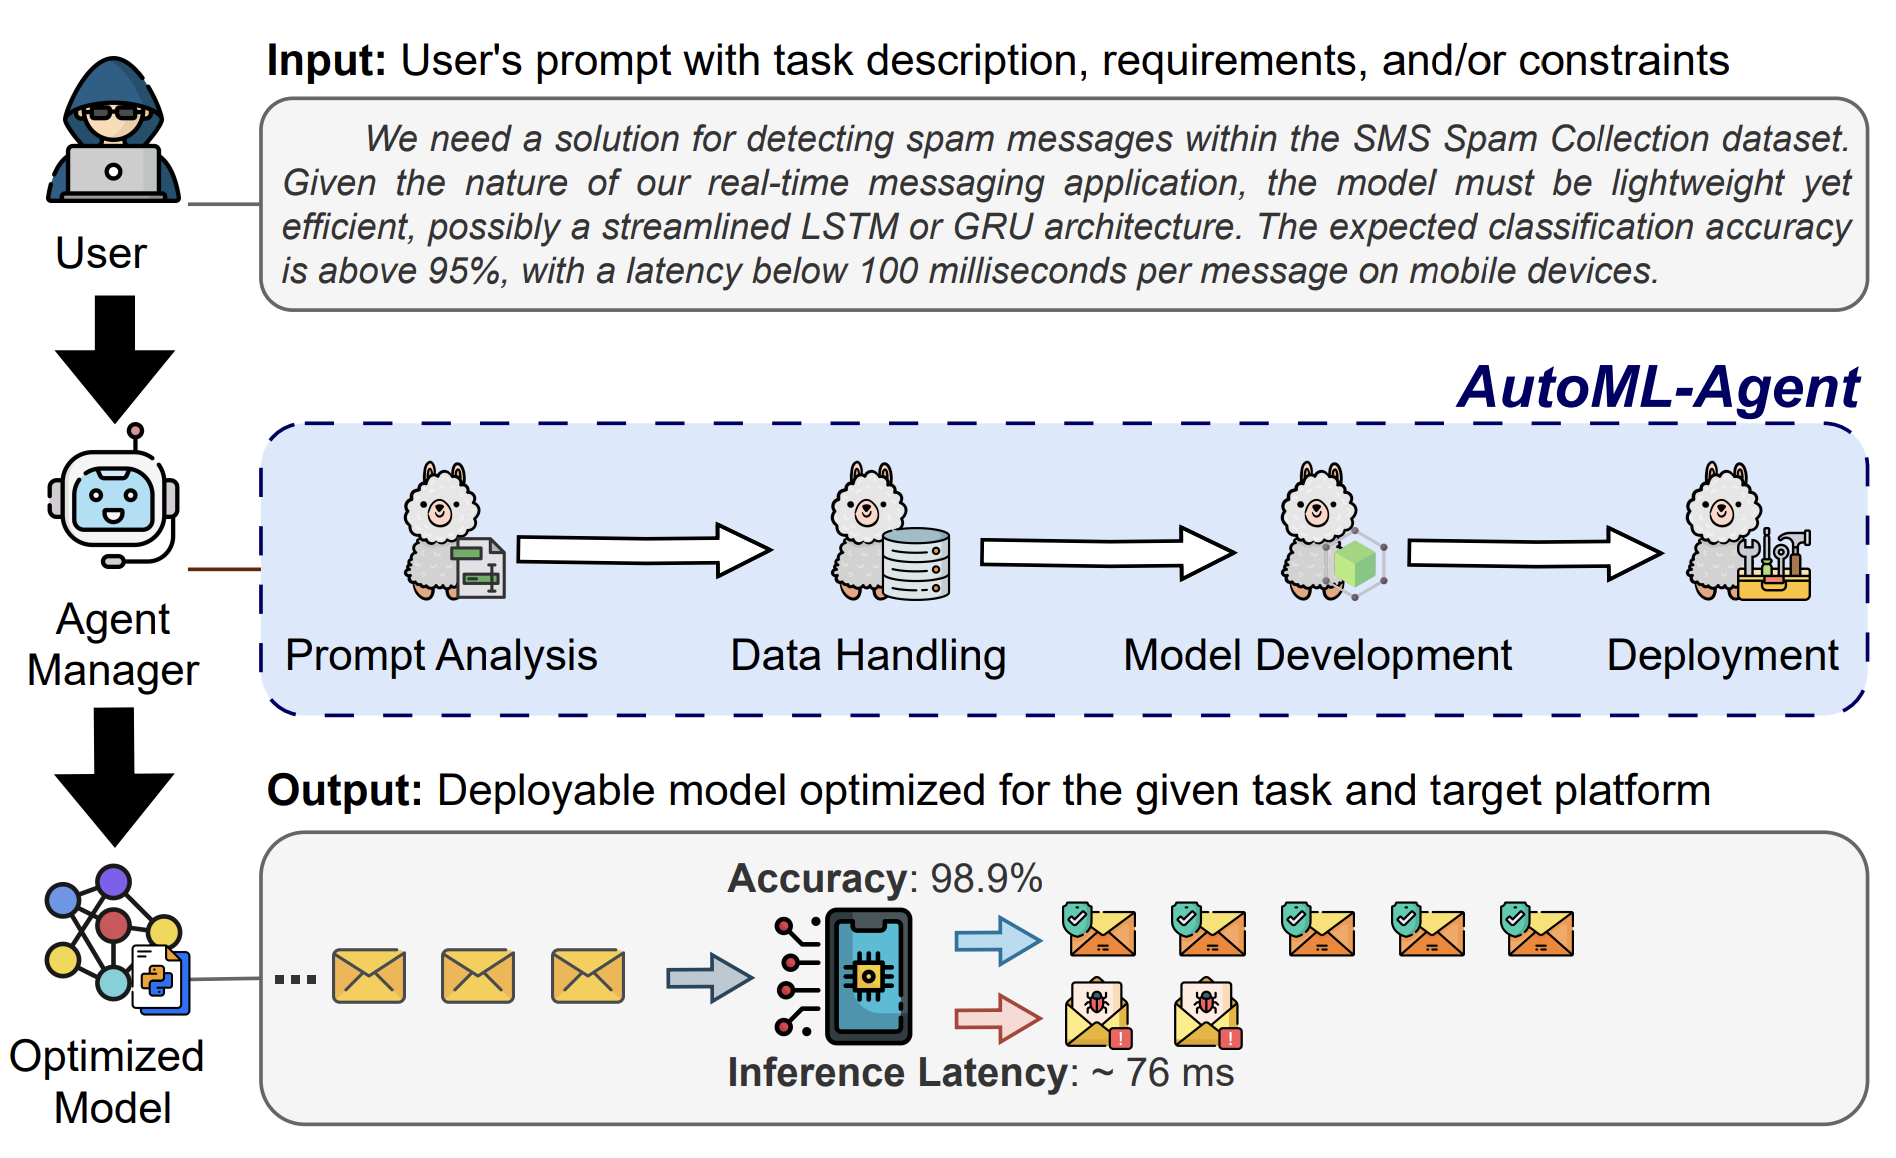 Input: User's prompt with task description, requirements, and/or constraints
We need a solution for detecting spam messages within the SMS Spam Collection dataset.
Given the nature of our real-time messaging application, the model must be lightweight yet
efficient, possibly a streamlined LSTM or GRU architecture. The expected classification accuracy
is above 95%, with a latency below 100 milliseconds per message on mobile devices.
User
AutoML-Agent
Agent
Manager
Prompt Analysis
Data Handling
Model Development
Deployment
Output: Deployable model optimized for the given task and target platform
Accuracy: 98.9%
Inference Latency: ~ 76 ms
Optimized
Model